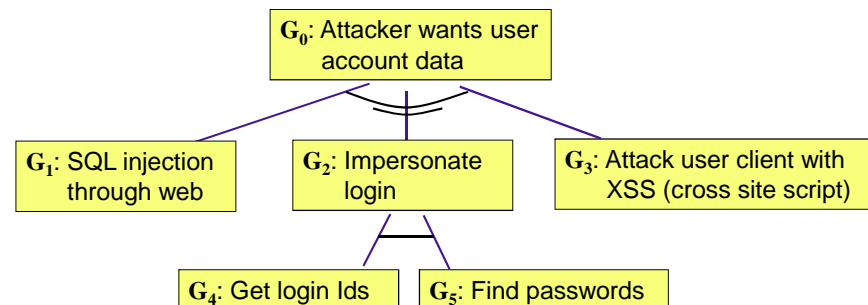 G₀: Attacker wants user
account data
G₁: SQL injection
through web
G₂: Impersonate
login
G₃: Attack user client with
XSS (cross site script)
G₄: Get login Ids
G₅: Find passwords